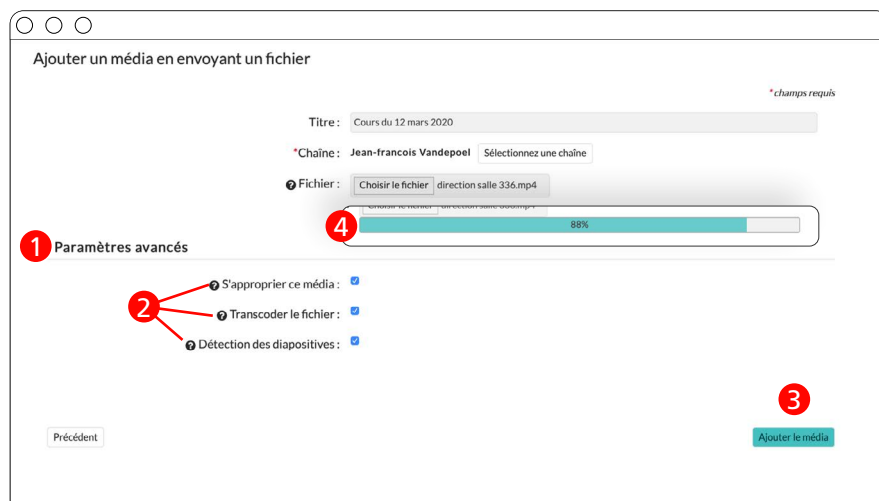 Ajouter un média en envoyant un fichier
*champs requis
Titre : Cours du 12 mars 2020
*Chaîne : Jean-francois Vandepoel Sélectionnez une chaîne
? Fichier : Choisir le fichier direction salle 336.mp4
4 88%
1 Paramètres avancés
? S'approprier ce média :
2 ? Transcoder le fichier :
? Détection des diapositives :
3
Précédent Ajouter le média